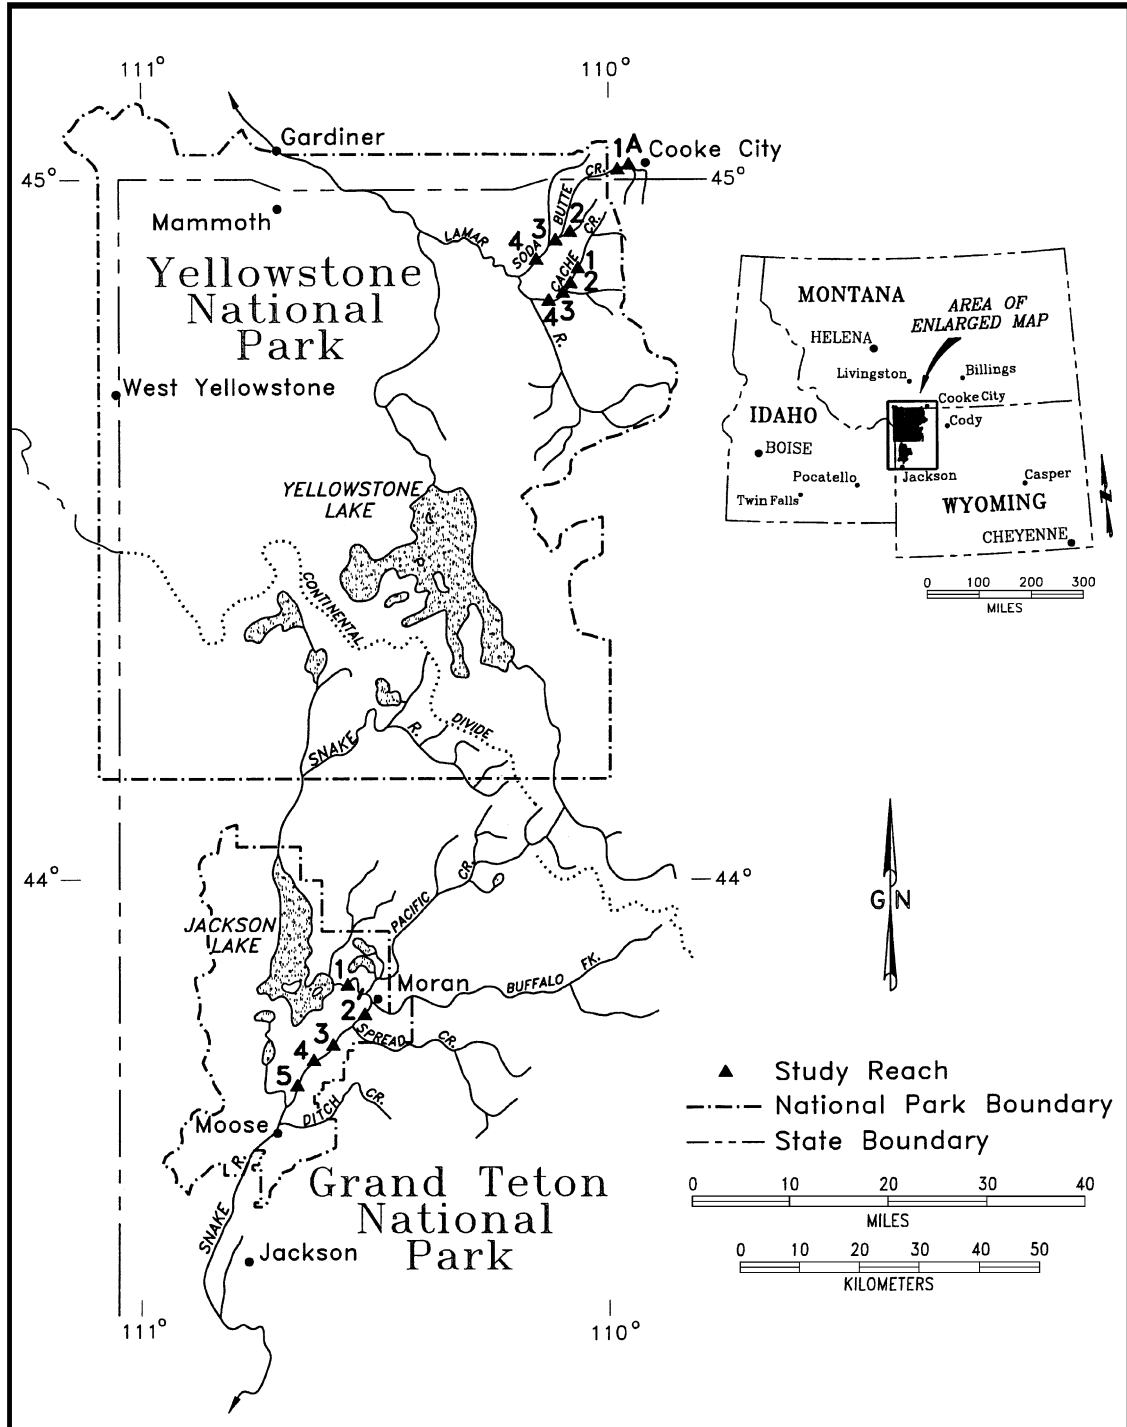 111°
110°
Gardiner
1A
Cooke City
CR.
45°
45°
Mammoth
BUTTE
2
3
CR.
LAMAR
4
SODA
CACHE
1
2
3
4
R.
Yellowstone
National
Park
West Yellowstone
YELLOWSTONE
LAKE
CONTINENTAL
DIVIDE
SNAKE
R.
44°
44°
JACKSON
LAKE
PACIFIC
CR.
1
Moran
BUFFALO
FK.
2
SPREAD
CR.
3
4
5
DITCH
CR.
Moose
R.
SNAKE
Grand Teton
National
Park
Jackson
111°
110°
MONTANA
AREA OF
ENLARGED MAP
HELENA
Livingston
Billings
Cooke City
IDAHO
Cody
BOISE
Pocatello
Jackson
Casper
Twin Falls
WYOMING
CHEYENNE
N
0 100 200 300
MILES
G N
Study Reach
National Park Boundary
State Boundary
0 10 20 30 40
MILES
0 10 20 30 40 50
KILOMETERS